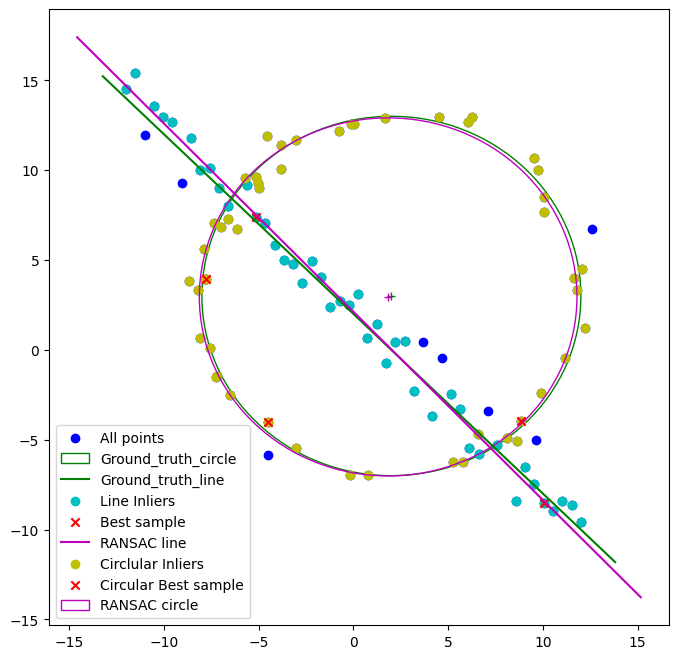 15
10
5
0
−5
−10
−15
All points
Ground_truth_circle
Ground_truth_line
Line Inliers
Best sample
RANSAC line
Circlular Inliers
Circular Best sample
RANSAC circle
−15 −10 −5 0 5 10 15